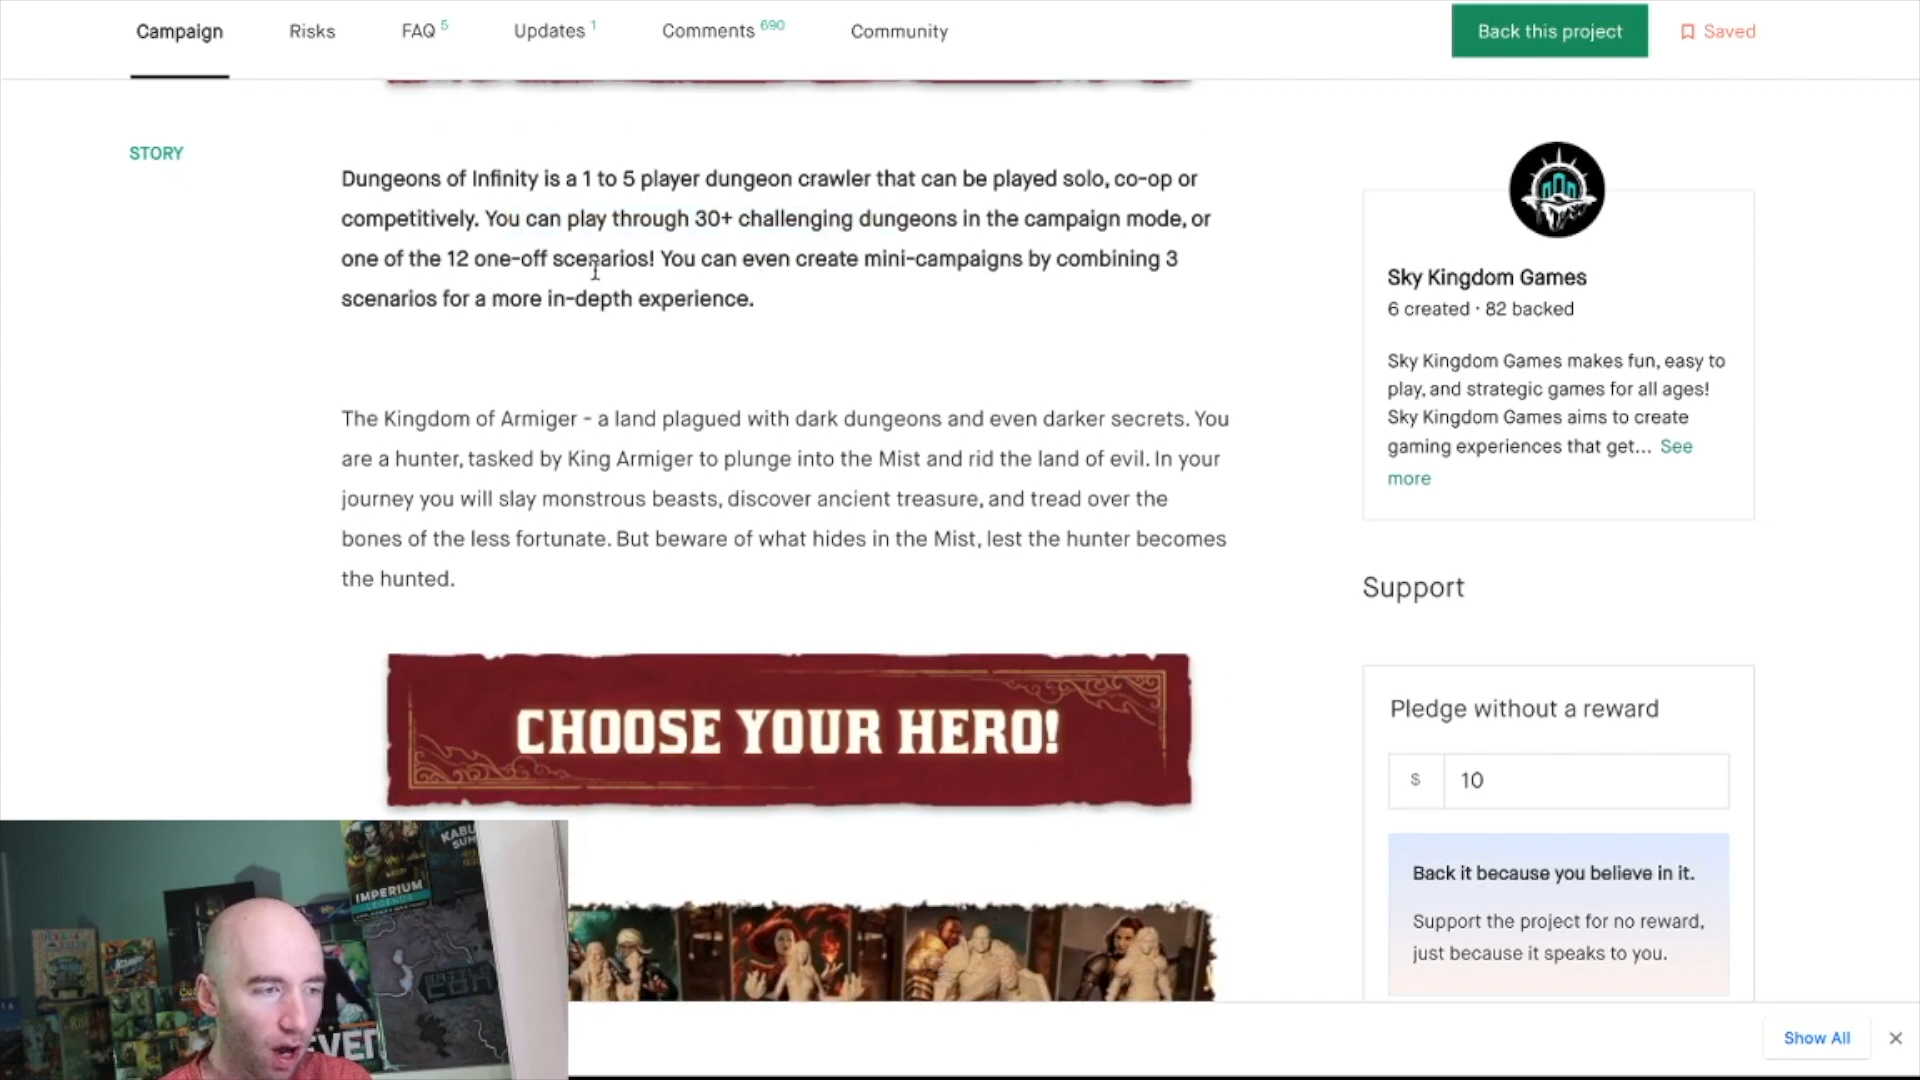 Campaign
Risks
FAQ 5
Updates 1
Comments 690
Community
Back this project
Saved
STORY
Dungeons of Infinity is a 1 to 5 player dungeon crawler that can be played solo, co-op or
competitively. You can play through 30+ challenging dungeons in the campaign mode, or
one of the 12 one-off scenarios! You can even create mini-campaigns by combining 3
scenarios for a more in-depth experience.
The Kingdom of Armiger - a land plagued with dark dungeons and even darker secrets. You
are a hunter, tasked by King Armiger to plunge into the Mist and rid the land of evil. In your
journey you will slay monstrous beasts, discover ancient treasure, and tread over the
bones of the less fortunate. But beware of what hides in the Mist, lest the hunter becomes
the hunted.
CHOOSE YOUR HERO!
Sky Kingdom Games
6 created · 82 backed
Sky Kingdom Games makes fun, easy to
play, and strategic games for all ages!
Sky Kingdom Games aims to create
gaming experiences that get... See
more
Support
Pledge without a reward
$ 10
Back it because you believe in it.
Support the project for no reward,
just because it speaks to you.
Show All
IMPERIUM
LEGENDS
KABU
SUM